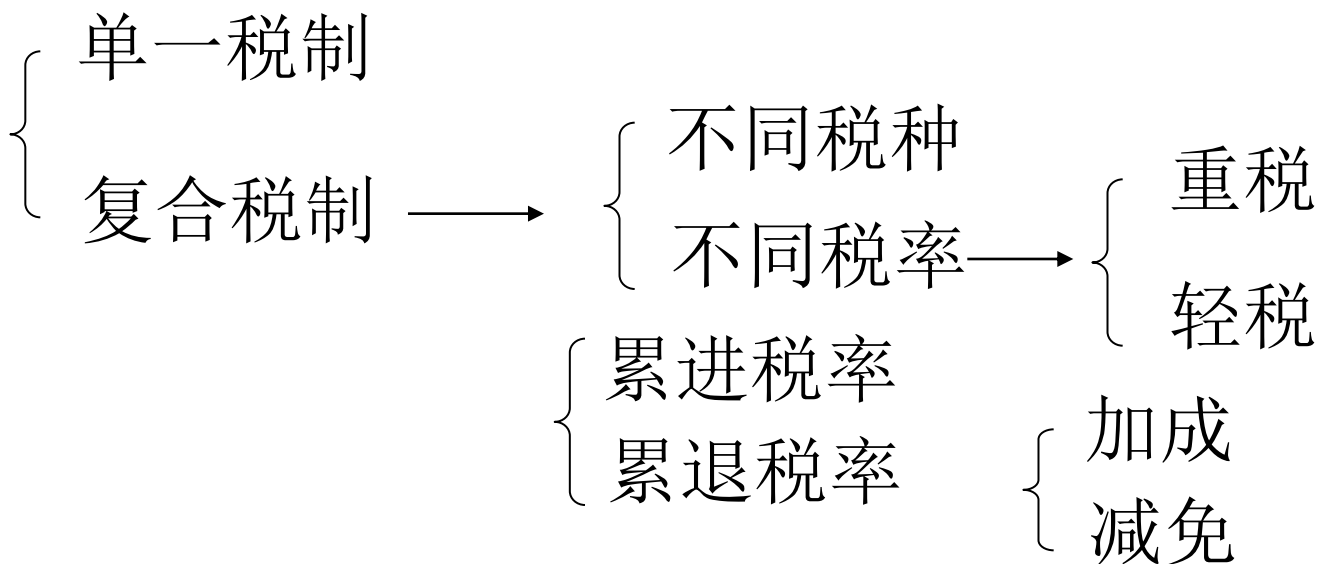 单一税制
复合税制
不同税种
不同税率
重税
轻税
累进税率
累退税率
加成
减免